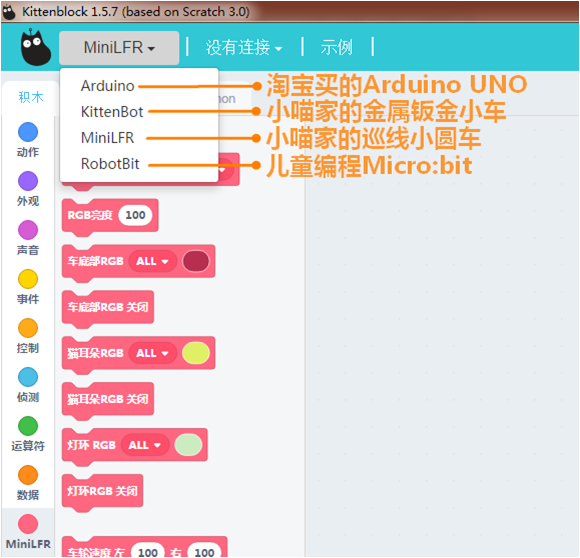 Kittenblock 1.5.7 (based on Scratch 3.0)
MiniLFR
没有连接
示例
积木
Arduino
淘宝买的Arduino UNO
KittenBot
小喵家的金属钣金小车
MiniLFR
小喵家的巡线小圆车
RobotBit
儿童编程Micro:bit
动作
外观
声音
事件
控制
侦测
运算符
数据
MiniLFR
RGB亮度 100
车底部RGB ALL
车底部RGB 关闭
猫耳朵RGB ALL
猫耳朵RGB 关闭
灯环 RGB ALL
灯环RGB 关闭
车轮速度 左 100 右 100